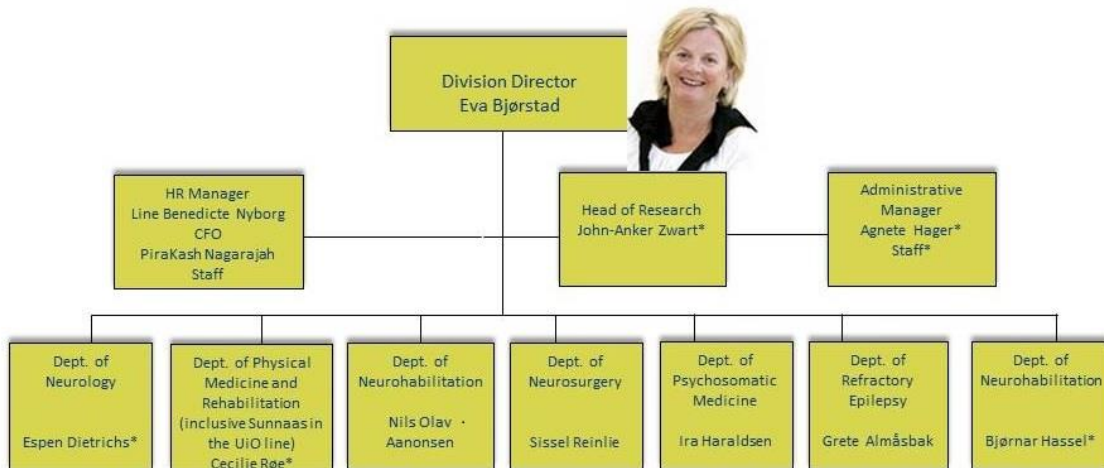 Division Director
Eva Bjørstad
HR Manager
Line Benedicte Nyborg
CFO
PiraKash Nagarajah
Staff
Head of Research
John-Anker Zwart*
Administrative
Manager
Agnete Hager*
Staff*
Dept. of
Neurology
Espen Dietrichs*
Dept. of Physical
Medicine and
Rehabilitation
(inclusive Sunnaas in
the UiO line)
Cecilie Røe*
Dept. of
Neurohabilitation
Nils Olav ·
Aanonsen
Dept. of
Neurosurgery
Sissel Reinlie
Dept. of
Psychosomatic
Medicine
Ira Haraldsen
Dept. of
Refractory
Epilepsy
Grete Almåsbak
Dept. of
Neurohabilitation
Bjørnar Hassel*